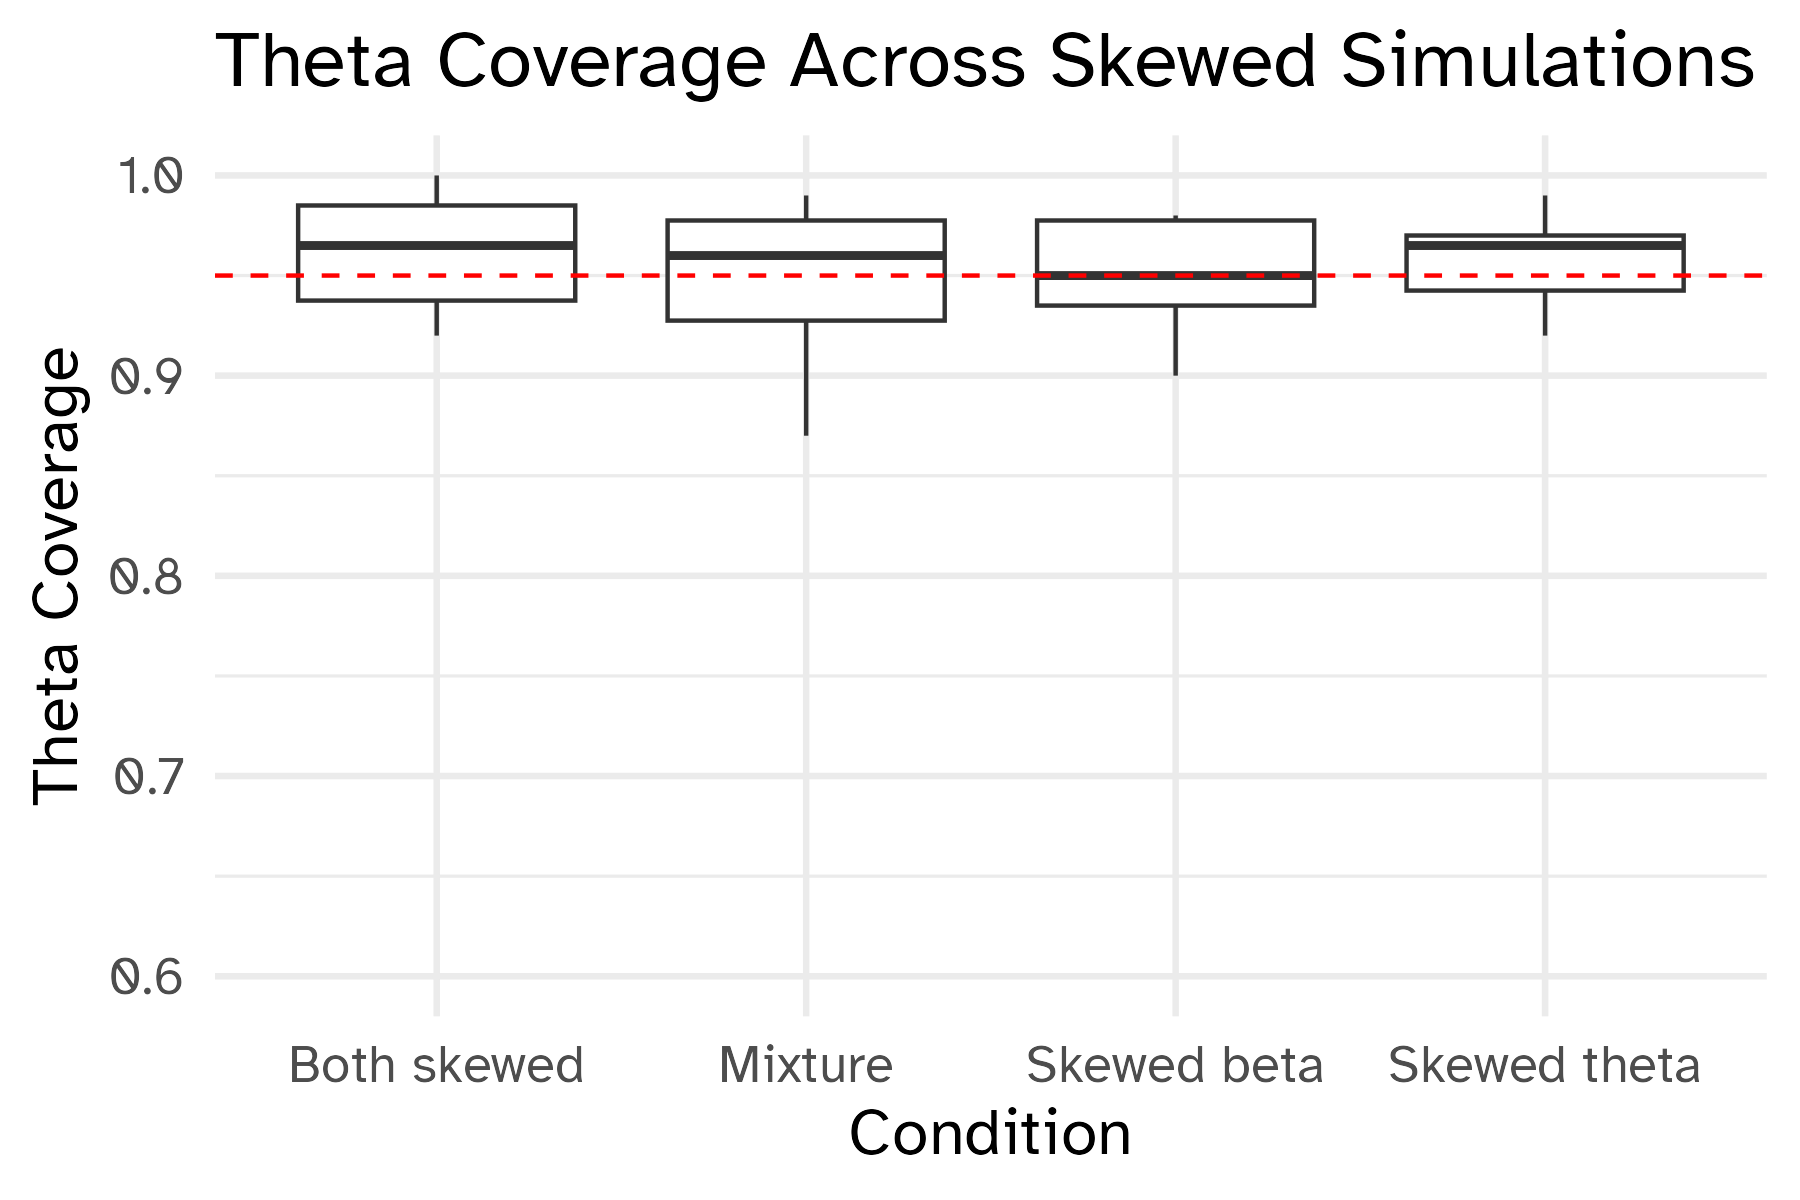 Theta Coverage Across Skewed Simulations
Theta Coverage
1.0
0.9
0.8
0.7
0.6
Both skewed
Mixture
Skewed beta
Skewed theta
Condition